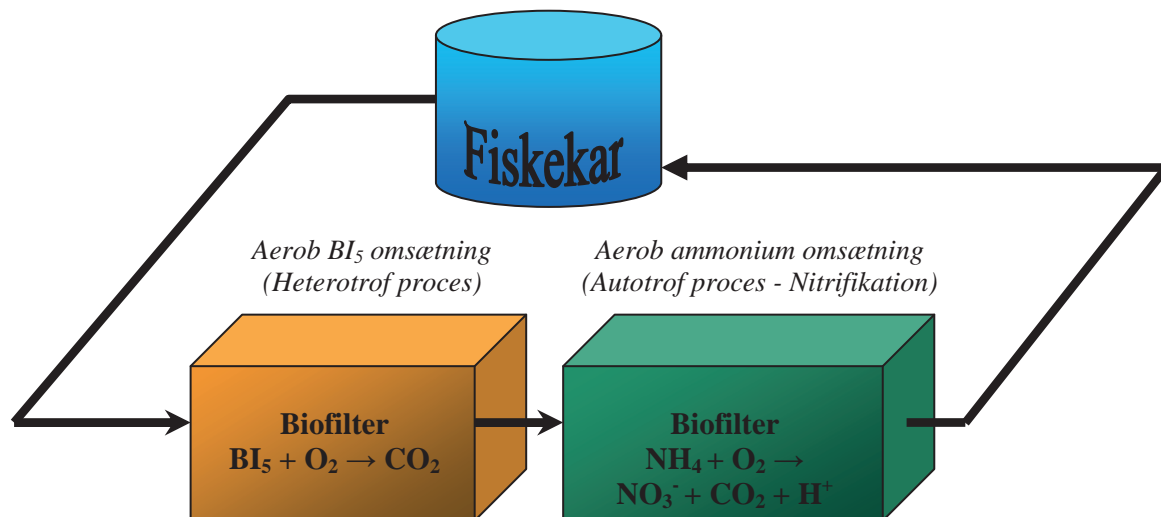 Fiskekar
Aerob BI₅ omsætning
(Heterotrof proces)
Aerob ammonium omsætning
(Autotrof proces - Nitrifikation)
Biofilter
BI₅ + O₂ → CO₂
Biofilter
NH₄ + O₂ →
NO₃⁻ + CO₂ + H⁺